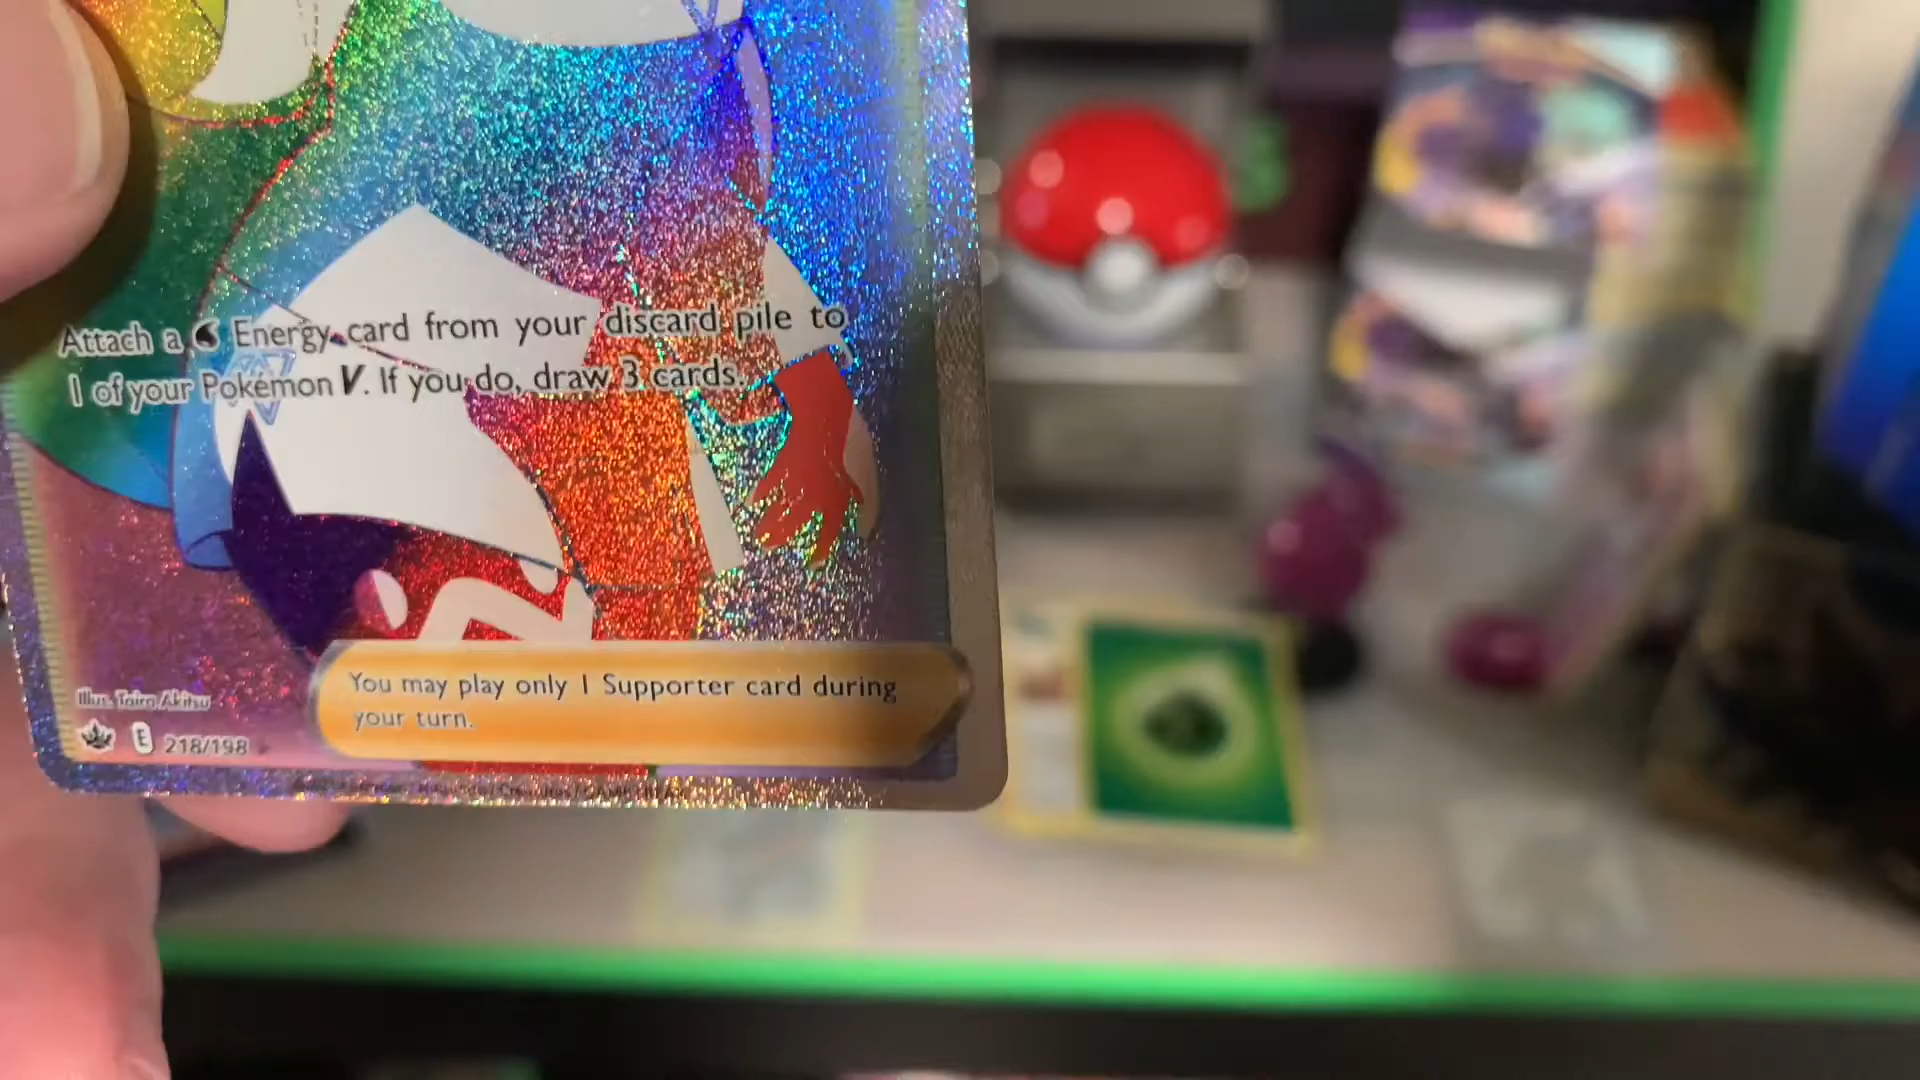 Attach a Energy card from your discard pile to
1 of your Pokémon V. If you do, draw 3 cards.
You may play only 1 Supporter card during
your turn.
Illus. Taira Akitsu
E 218/198